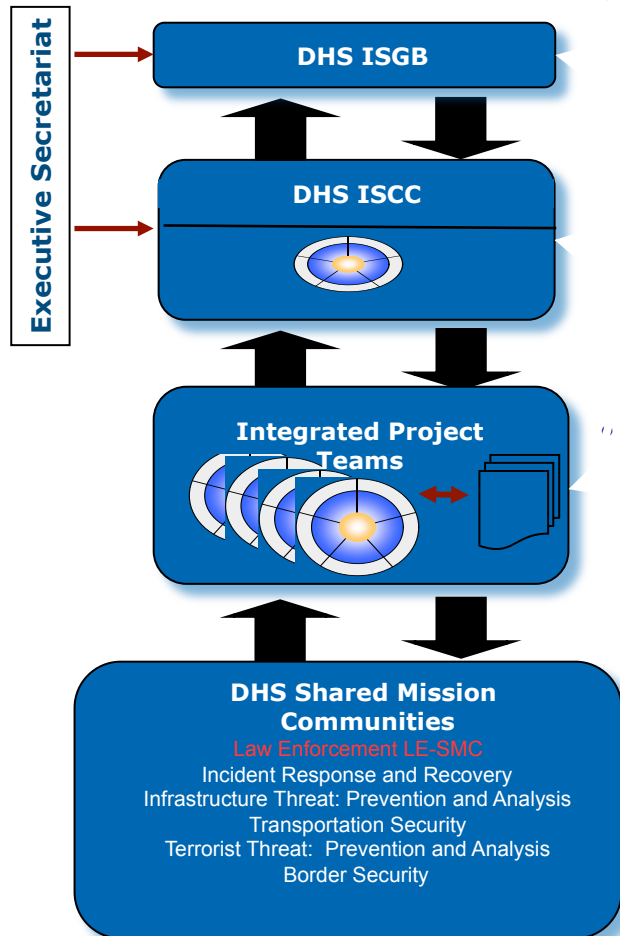 Executive Secretariat
DHS ISGB
DHS ISCC
Integrated Project
Teams
DHS Shared Mission
Communities
Law Enforcement LE-SMC
Incident Response and Recovery
Infrastructure Threat: Prevention and Analysis
Transportation Security
Terrorist Threat:  Prevention and Analysis
Border Security